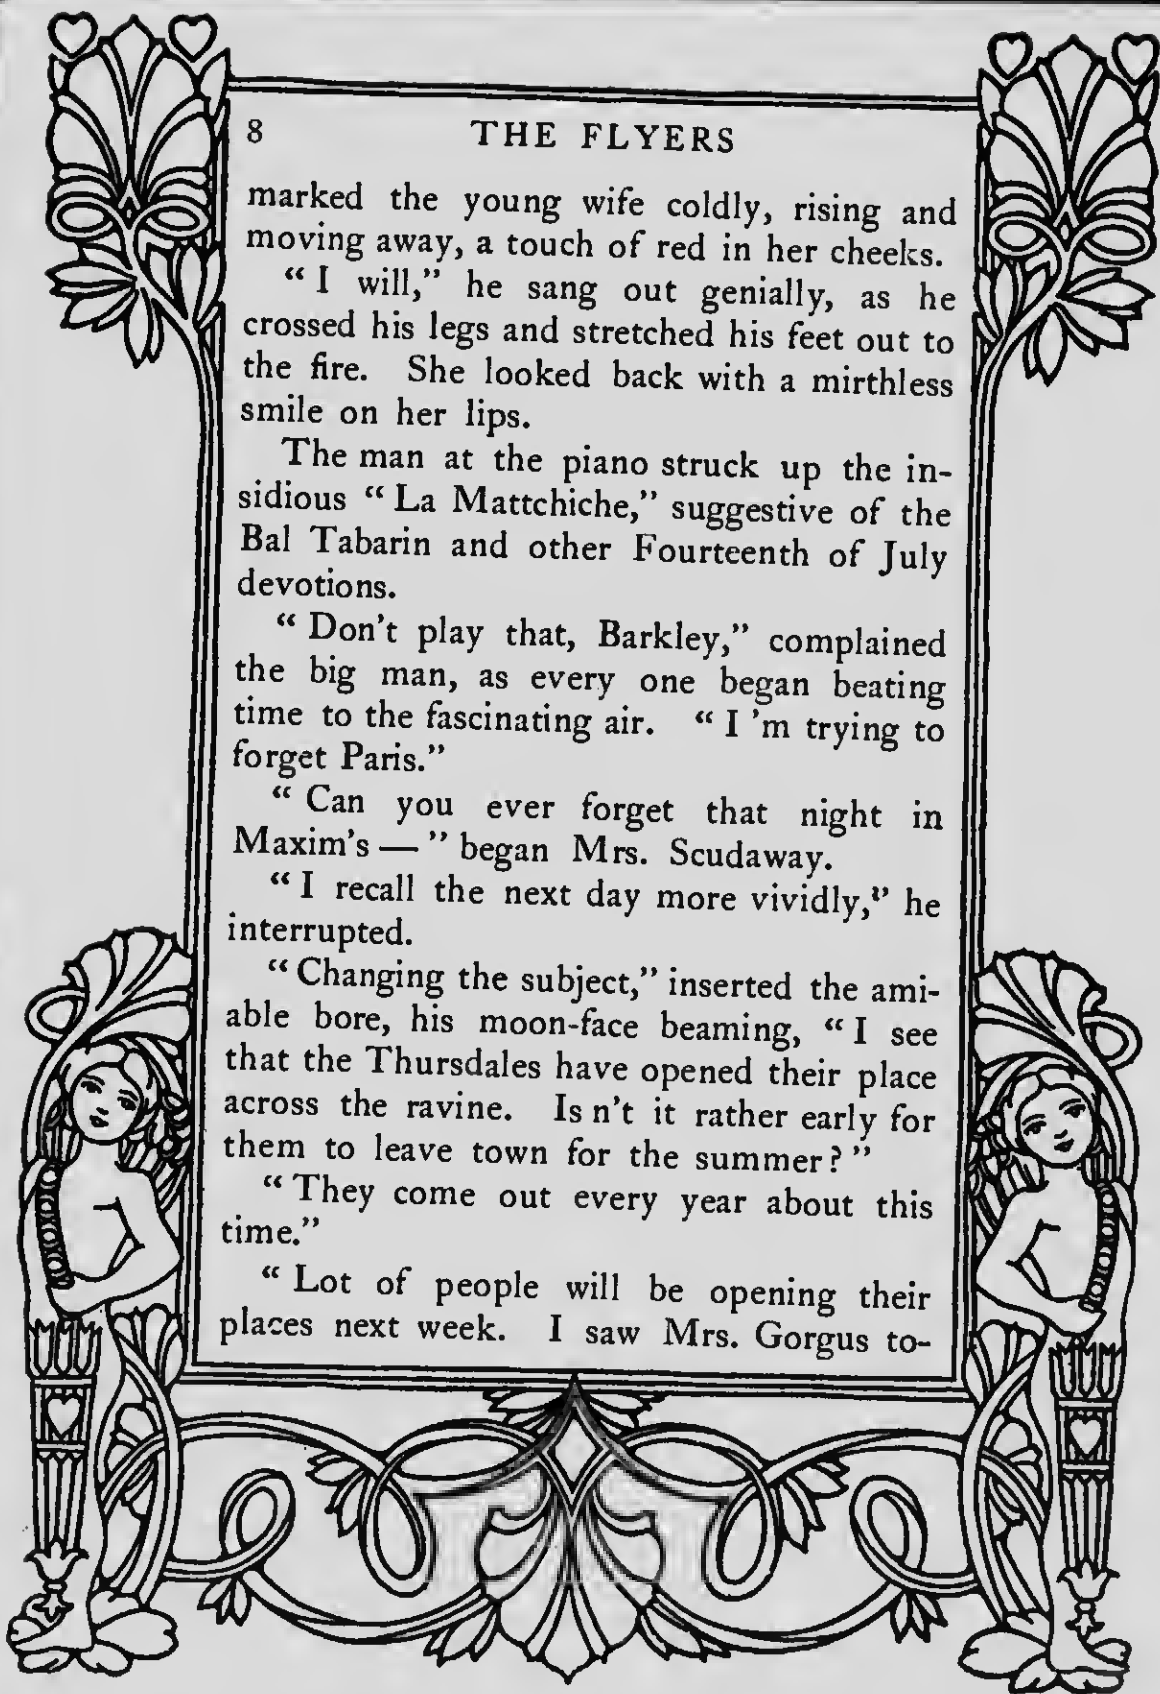 8 THE FLYERS
marked the young wife coldly, rising and
moving away, a touch of red in her cheeks.
“I will,” he sang out genially, as he
crossed his legs and stretched his feet out to
the fire. She looked back with a mirthless
smile on her lips.
The man at the piano struck up the in-
sidious “La Mattchiche,” suggestive of the
Bal Tabarin and other Fourteenth of July
devotions.
“Don't play that, Barkley,” complained
the big man, as every one began beating
time to the fascinating air. “I 'm trying to
forget Paris.”
“Can you ever forget that night in
Maxim's — ” began Mrs. Scudaway.
“I recall the next day more vividly,” he
interrupted.
“Changing the subject,” inserted the ami-
able bore, his moon-face beaming, “I see
that the Thursdales have opened their place
across the ravine. Is n't it rather early for
them to leave town for the summer?”
“They come out every year about this
time.”
“Lot of people will be opening their
places next week. I saw Mrs. Gorgus to-